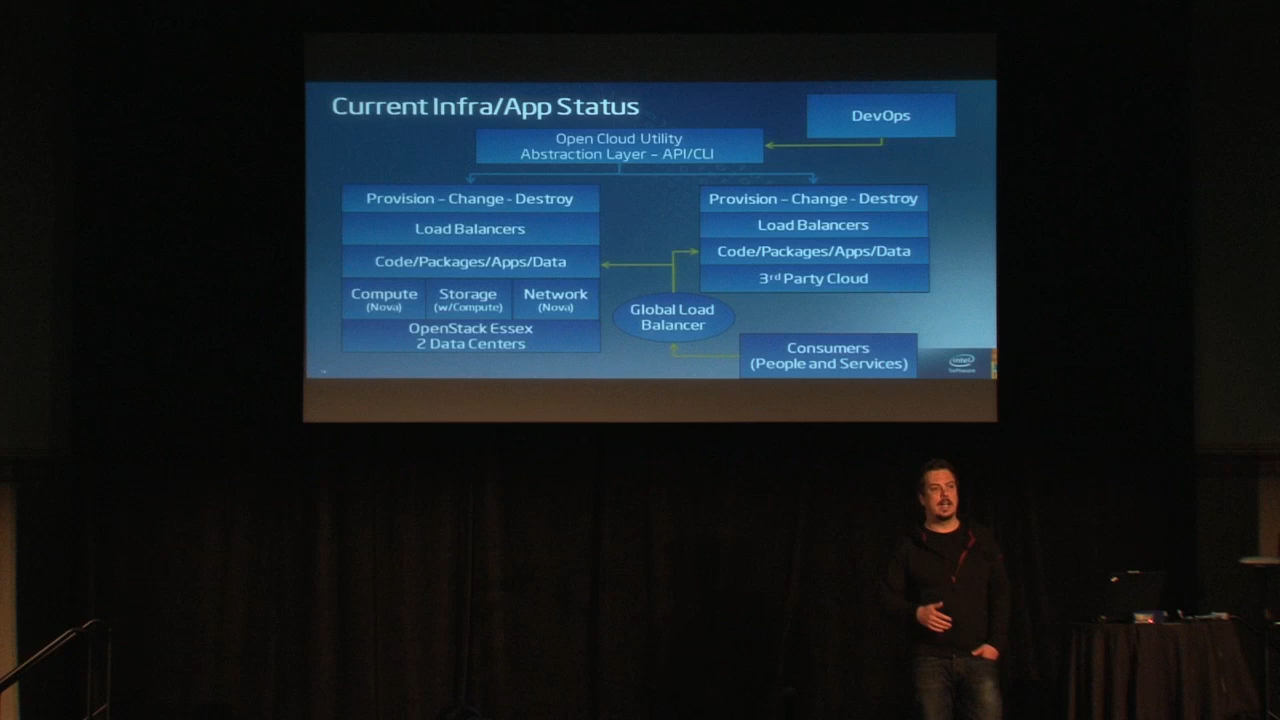 Current Infra/App Status
DevOps
Open Cloud Utility
Abstraction Layer – API/CLI
Provision – Change - Destroy
Load Balancers
Code/Packages/Apps/Data
Compute
(Nova)
Storage
(w/Compute)
Network
(Nova)
OpenStack Essex
2 Data Centers
Provision – Change - Destroy
Load Balancers
Code/Packages/Apps/Data
3rd Party Cloud
Global Load
Balancer
Consumers
(People and Services)
intel
Software